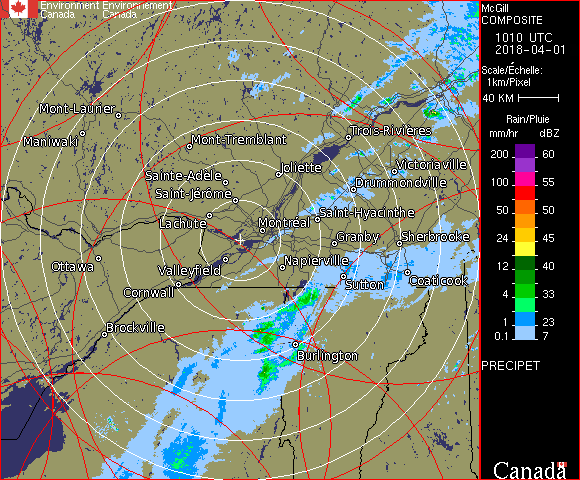 Environment Environnement
Canada Canada
McGill
COMPOSITE
1010 UTC
2018-04-01
Scale/Échelle:
1km/Pixel
40 KM
Rain/Pluie
mm/hr dBZ
200 60
100 55
50 50
24 45
12 40
4 33
1 23
0.1 7
PRECIPET
Canada
Mont-Laurier
Maniwaki
Mont-Tremblant
Trois-Rivières
Joliette
Victoriaville
Sainte-Adèle
Drummondville
Saint-Jérôme
Lachute
Saint-Hyacinthe
Montréal
Granby
Sherbrooke
Ottawa
Valleyfield
Napierville
Sutton
Coaticook
Cornwall
Brockville
Burlington